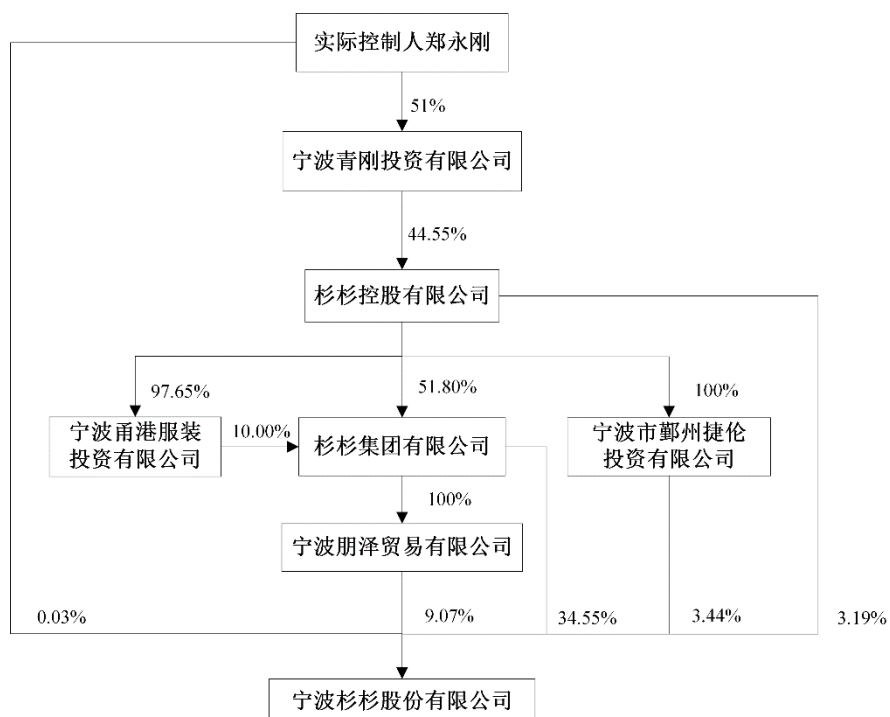 实际控制人郑永刚
51%
宁波青刚投资有限公司
44.55%
杉杉控股有限公司
97.65%
51.80%
100%
宁波甬港服装
投资有限公司
10.00%
杉杉集团有限公司
宁波市鄞州捷伦
投资有限公司
100%
宁波朋泽贸易有限公司
0.03%
9.07%
34.55%
3.44%
3.19%
宁波杉杉股份有限公司